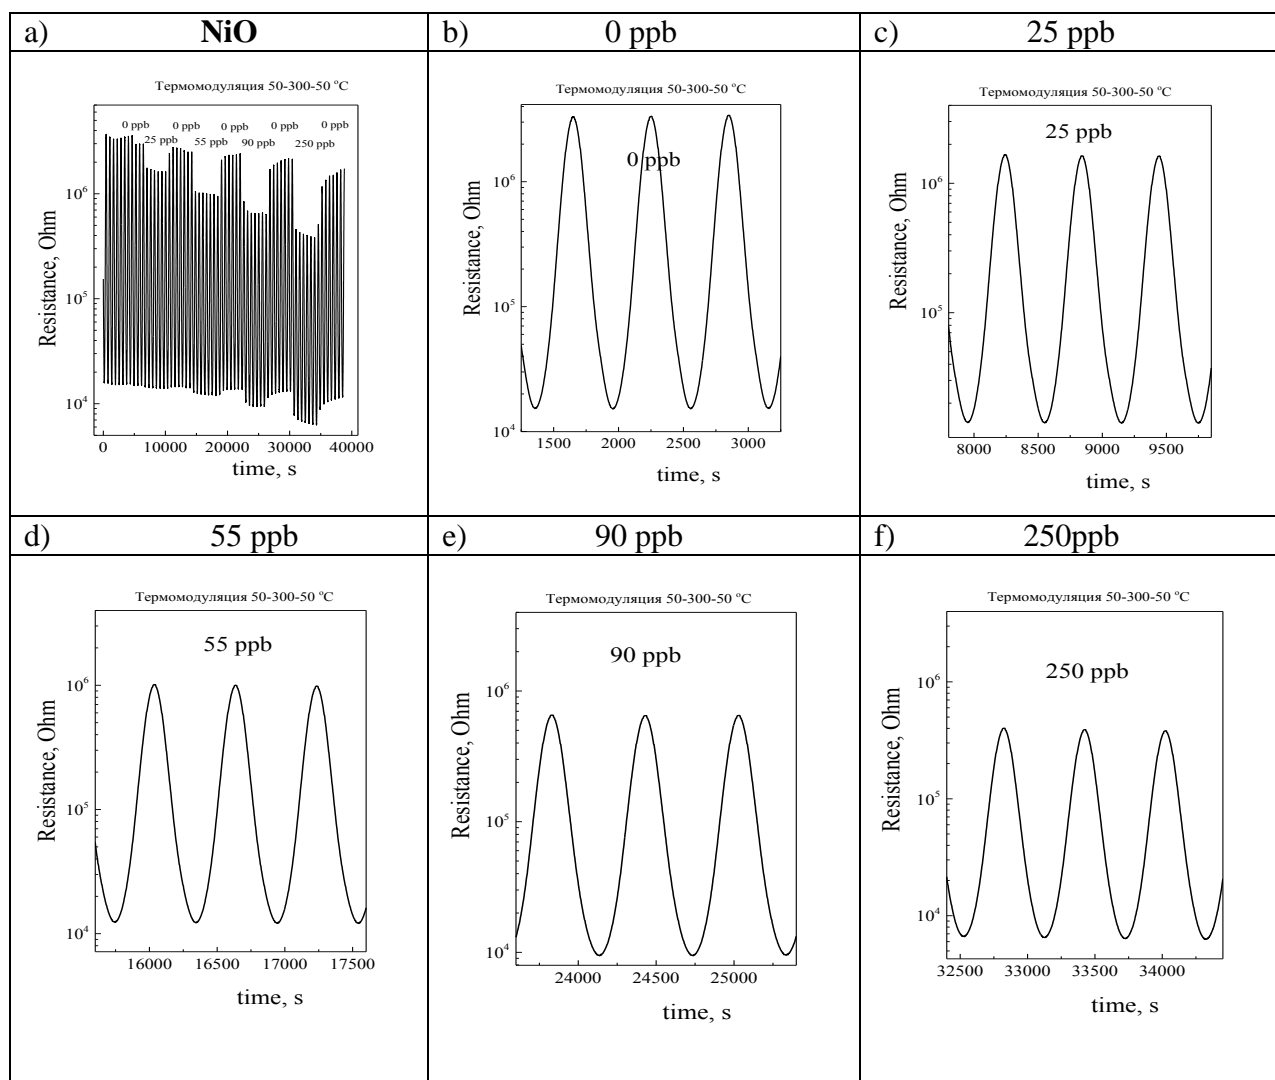 a) NiO
Термомодуляция 50-300-50 °C
0 ppb 0 ppb 0 ppb 0 ppb 0 ppb
25 ppb 55 ppb 90 ppb 250 ppb
10^6
10^5
10^4
Resistance, Ohm
0 10000 20000 30000 40000
time, s
b) 0 ppb
Термомодуляция 50-300-50 °C
0 ppb
10^6
10^5
10^4
Resistance, Ohm
1500 2000 2500 3000
time, s
c) 25 ppb
Термомодуляция 50-300-50 °C
25 ppb
10^6
10^5
Resistance, Ohm
8000 8500 9000 9500
time, s
d) 55 ppb
Термомодуляция 50-300-50 °C
55 ppb
10^6
10^5
10^4
Resistance, Ohm
16000 16500 17000 17500
time, s
e) 90 ppb
Термомодуляция 50-300-50 °C
90 ppb
10^6
10^5
10^4
Resistance, Ohm
24000 24500 25000
time, s
f) 250ppb
Термомодуляция 50-300-50 °C
250 ppb
10^6
10^5
10^4
Resistance, Ohm
32500 33000 33500 34000
time, s